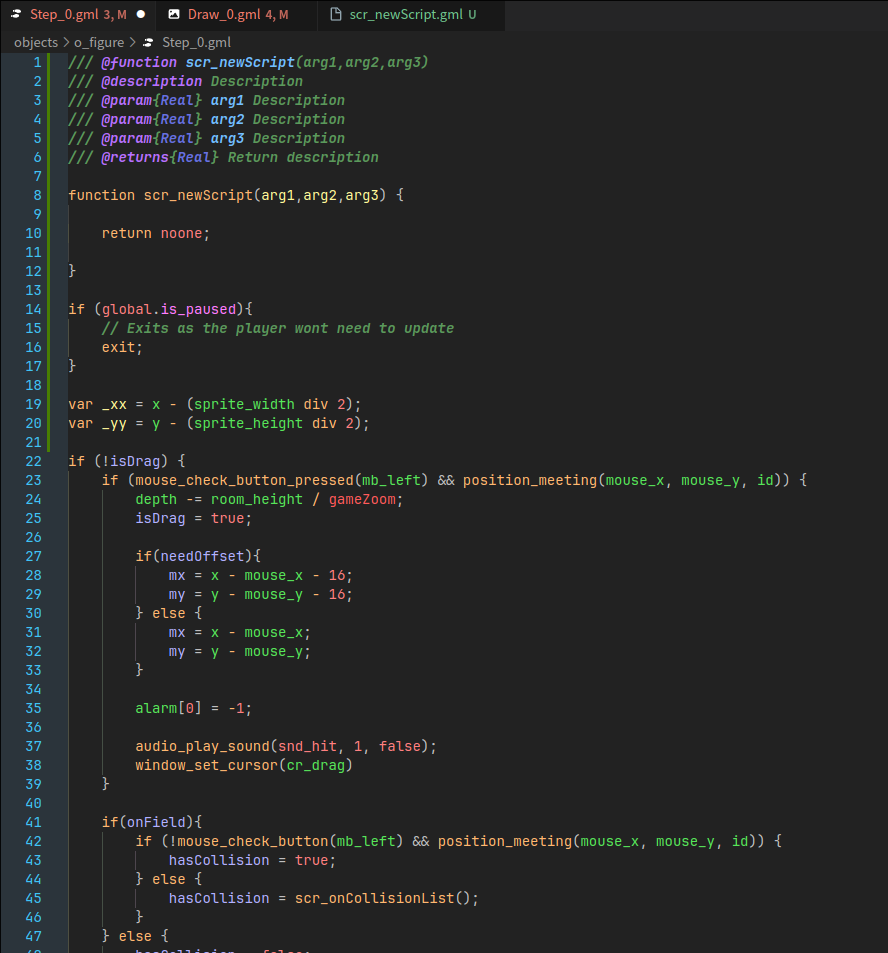 Step_0.gml 3, M ● Draw_0.gml 4, M scr_newScript.gml U
objects > o_figure > Step_0.gml
1 /// @function scr_newScript(arg1,arg2,arg3)
2 /// @description Description
3 /// @param{Real} arg1 Description
4 /// @param{Real} arg2 Description
5 /// @param{Real} arg3 Description
6 /// @returns{Real} Return description
7
8 function scr_newScript(arg1,arg2,arg3) {
9
10     return noone;
11
12 }
13
14 if (global.is_paused){
15     // Exits as the player wont need to update
16     exit;
17 }
18
19 var _xx = x - (sprite_width div 2);
20 var _yy = y - (sprite_height div 2);
21
22 if (!isDrag) {
23     if (mouse_check_button_pressed(mb_left) && position_meeting(mouse_x, mouse_y, id)) {
24         depth -= room_height / gameZoom;
25         isDrag = true;
26
27         if(needOffset){
28             mx = x - mouse_x - 16;
29             my = y - mouse_y - 16;
30         } else {
31             mx = x - mouse_x;
32             my = y - mouse_y;
33         }
34
35         alarm[0] = -1;
36
37         audio_play_sound(snd_hit, 1, false);
38         window_set_cursor(cr_drag)
39     }
40
41     if(onField){
42         if (!mouse_check_button(mb_left) && position_meeting(mouse_x, mouse_y, id)) {
43             hasCollision = true;
44         } else {
45             hasCollision = scr_onCollisionList();
46         }
47     } else {